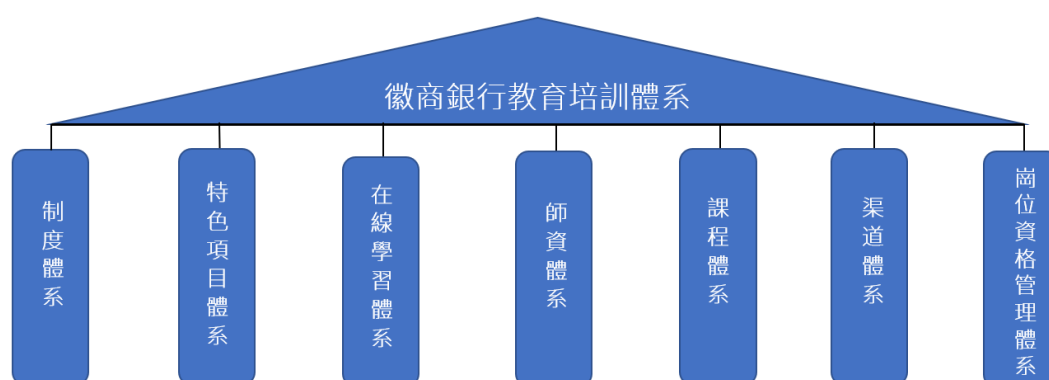 徽商銀行教育培訓體系
制度體系
特色項目體系
在線學習體系
師資體系
課程體系
渠道體系
崗位資格管理體系